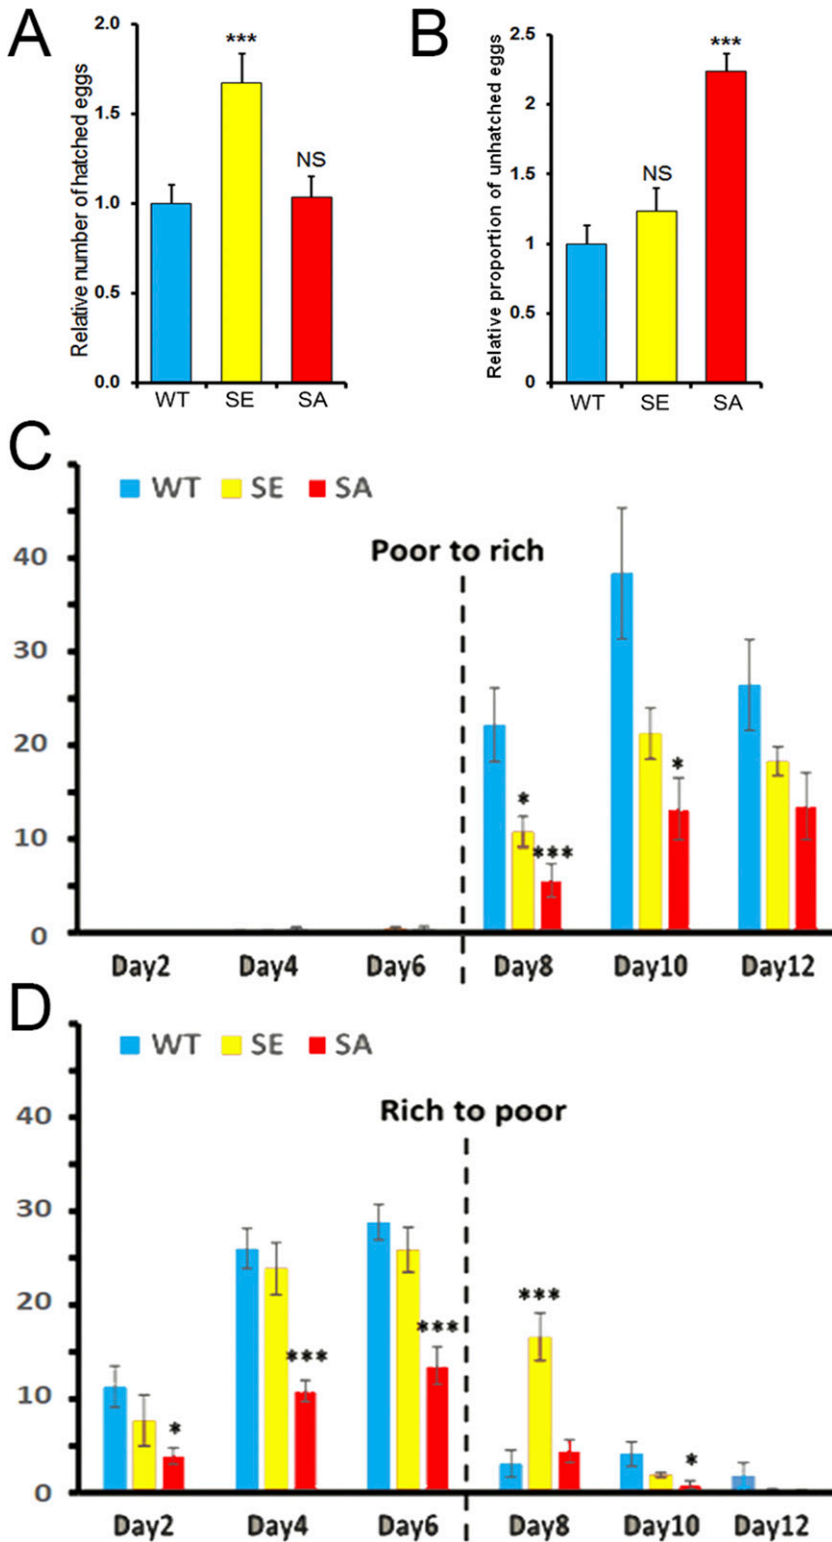 A
Relative number of hatched eggs
2.0
1.5
1.0
0.5
0.0
***
NS
WT SE SA
B
Relative proportion of unhatched eggs
2.5
2
1.5
1
0.5
0
***
NS
WT SE SA
C
WT SE SA
Poor to rich
40
30
20
10
0
*
***
*
Day2 Day4 Day6 Day8 Day10 Day12
D
WT SE SA
Rich to poor
40
30
20
10
0
*
***
***
***
*
Day2 Day4 Day6 Day8 Day10 Day12